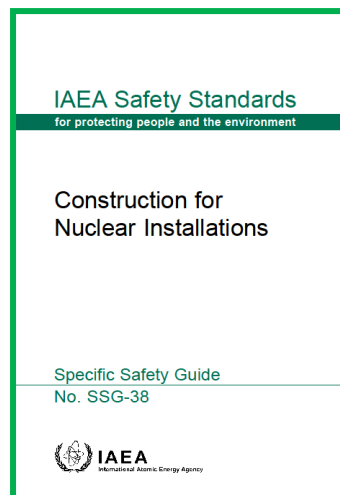 IAEA Safety Standards
for protecting people and the environment
Construction for
Nuclear Installations
Specific Safety Guide
No. SSG-38
IAEA
International Atomic Energy Agency